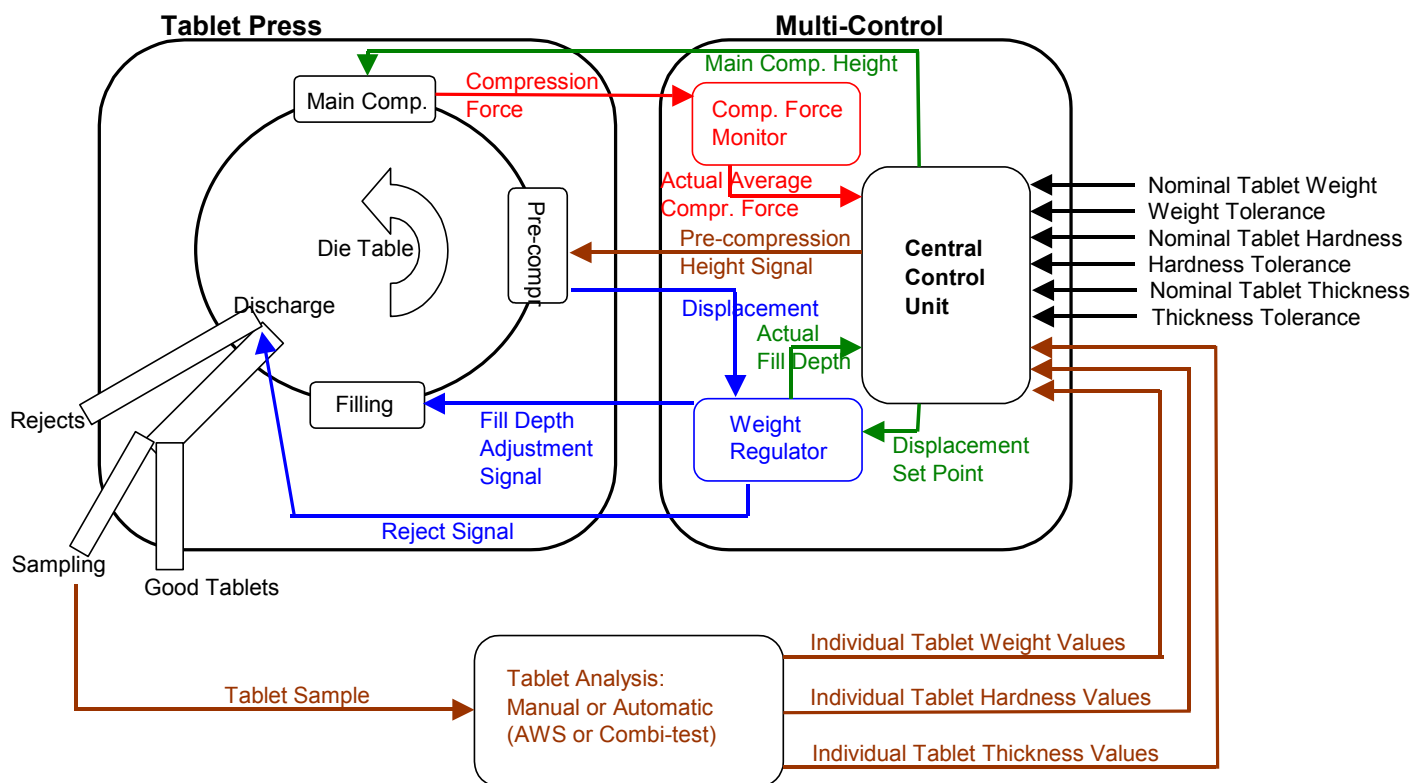 Tablet Press
Multi-Control
Main Comp. Height
Compression
Force
Main Comp.
Comp. Force
Monitor
Actual Average
Compr. Force
Nominal Tablet Weight
Weight Tolerance
Nominal Tablet Hardness
Hardness Tolerance
Nominal Tablet Thickness
Thickness Tolerance
Pre-compr
Die Table
Pre-compression
Height Signal
Central
Control
Unit
Discharge
Displacement
Actual
Fill Depth
Rejects
Filling
Fill Depth
Adjustment
Signal
Weight
Regulator
Displacement
Set Point
Reject Signal
Sampling
Good Tablets
Individual Tablet Weight Values
Tablet Sample
Tablet Analysis:
Manual or Automatic
(AWS or Combi-test)
Individual Tablet Hardness Values
Individual Tablet Thickness Values